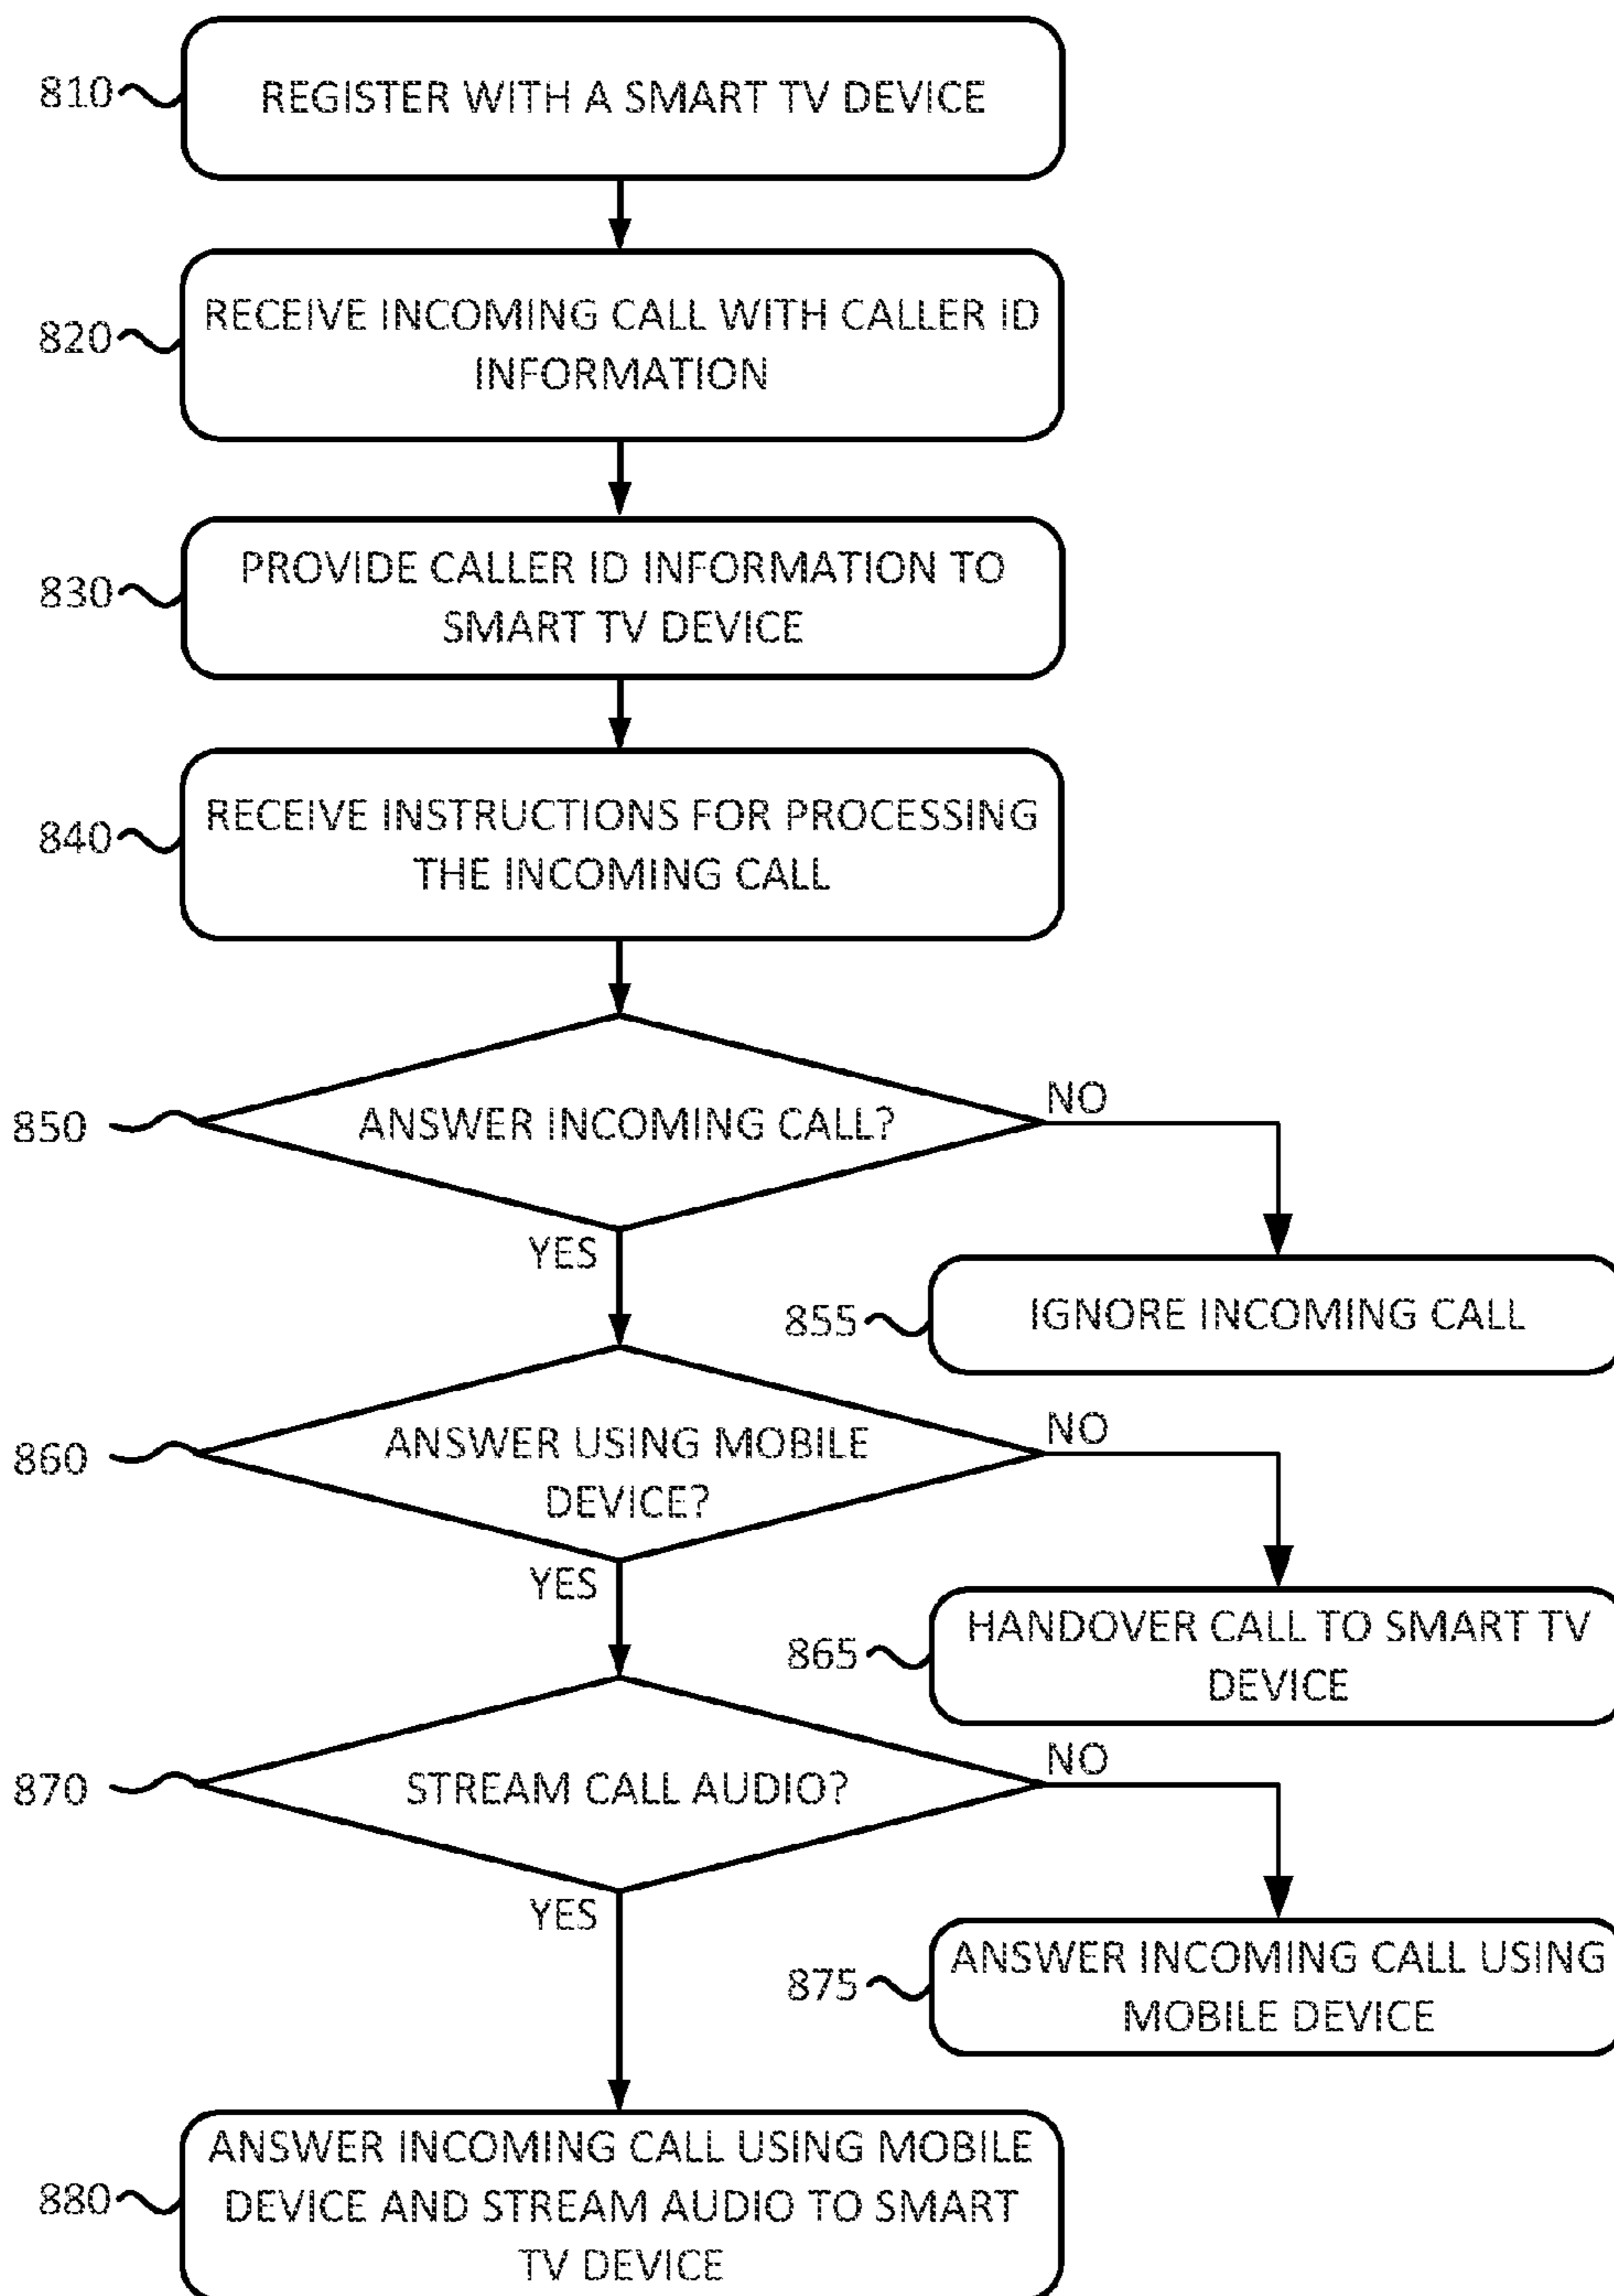 810
REGISTER WITH A SMART TV DEVICE
820
RECEIVE INCOMING CALL WITH CALLER ID
INFORMATION
830
PROVIDE CALLER ID INFORMATION TO
SMART TV DEVICE
840
RECEIVE INSTRUCTIONS FOR PROCESSING
THE INCOMING CALL
850
ANSWER INCOMING CALL?
NO
YES
855
IGNORE INCOMING CALL
860
ANSWER USING MOBILE
DEVICE?
NO
YES
865
HANDOVER CALL TO SMART TV
DEVICE
870
STREAM CALL AUDIO?
NO
YES
875
ANSWER INCOMING CALL USING
MOBILE DEVICE
880
ANSWER INCOMING CALL USING MOBILE
DEVICE AND STREAM AUDIO TO SMART
TV DEVICE